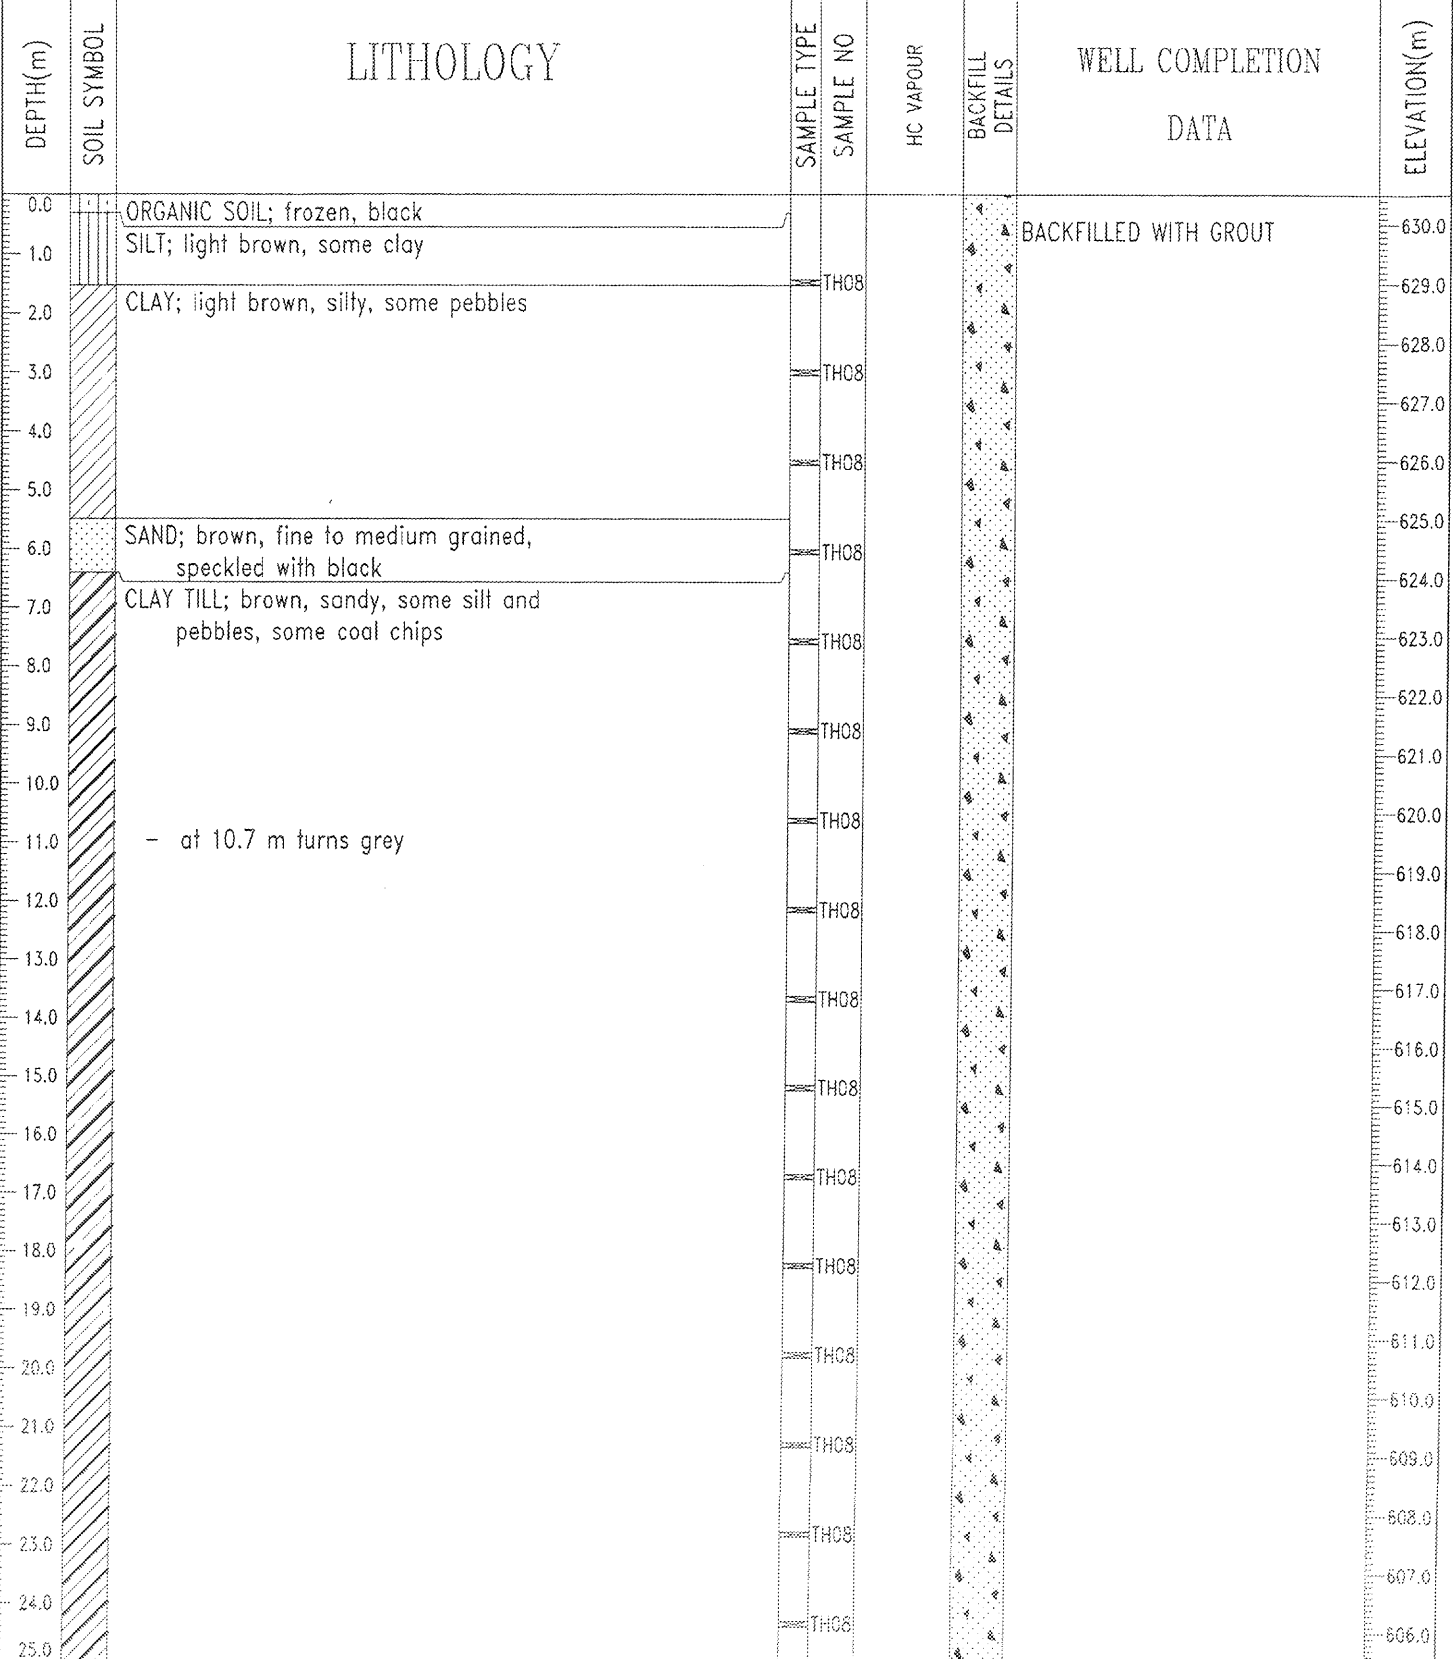 DEPTH(m)
SOIL SYMBOL
LITHOLOGY
SAMPLE TYPE
SAMPLE NO
HC VAPOUR
BACKFILL
DETAILS
WELL COMPLETION
DATA
ELEVATION(m)
0.0
ORGANIC SOIL; frozen, black
BACKFILLED WITH GROUT
630.0
SILT; light brown, some clay
1.0
TH08
629.0
CLAY; light brown, silty, some pebbles
2.0
628.0
3.0
TH08
627.0
4.0
TH08
626.0
5.0
625.0
SAND; brown, fine to medium grained,
6.0
TH08
speckled with black
624.0
CLAY TILL; brown, sandy, some silt and
7.0
pebbles, some coal chips
TH08
623.0
8.0
622.0
9.0
TH08
621.0
10.0
620.0
TH08
11.0
- at 10.7 m turns grey
619.0
12.0
TH08
618.0
13.0
617.0
TH08
14.0
616.0
15.0
TH08
615.0
16.0
614.0
TH08
17.0
613.0
18.0
TH08
612.0
19.0
611.0
TH08
20.0
610.0
21.0
TH08
609.0
22.0
608.0
TH08
23.0
607.0
24.0
TH08
606.0
25.0